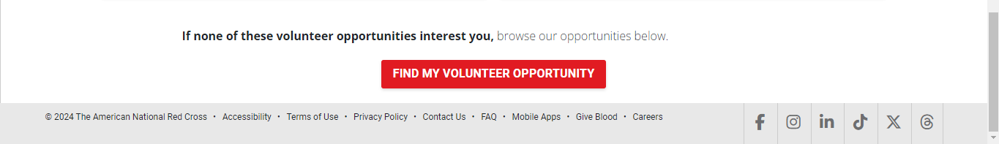 If none of these volunteer opportunities interest you, browse our opportunities below.
FIND MY VOLUNTEER OPPORTUNITY
© 2024 The American National Red Cross • Accessibility • Terms of Use • Privacy Policy • Contact Us • FAQ • Mobile Apps • Give Blood • Careers